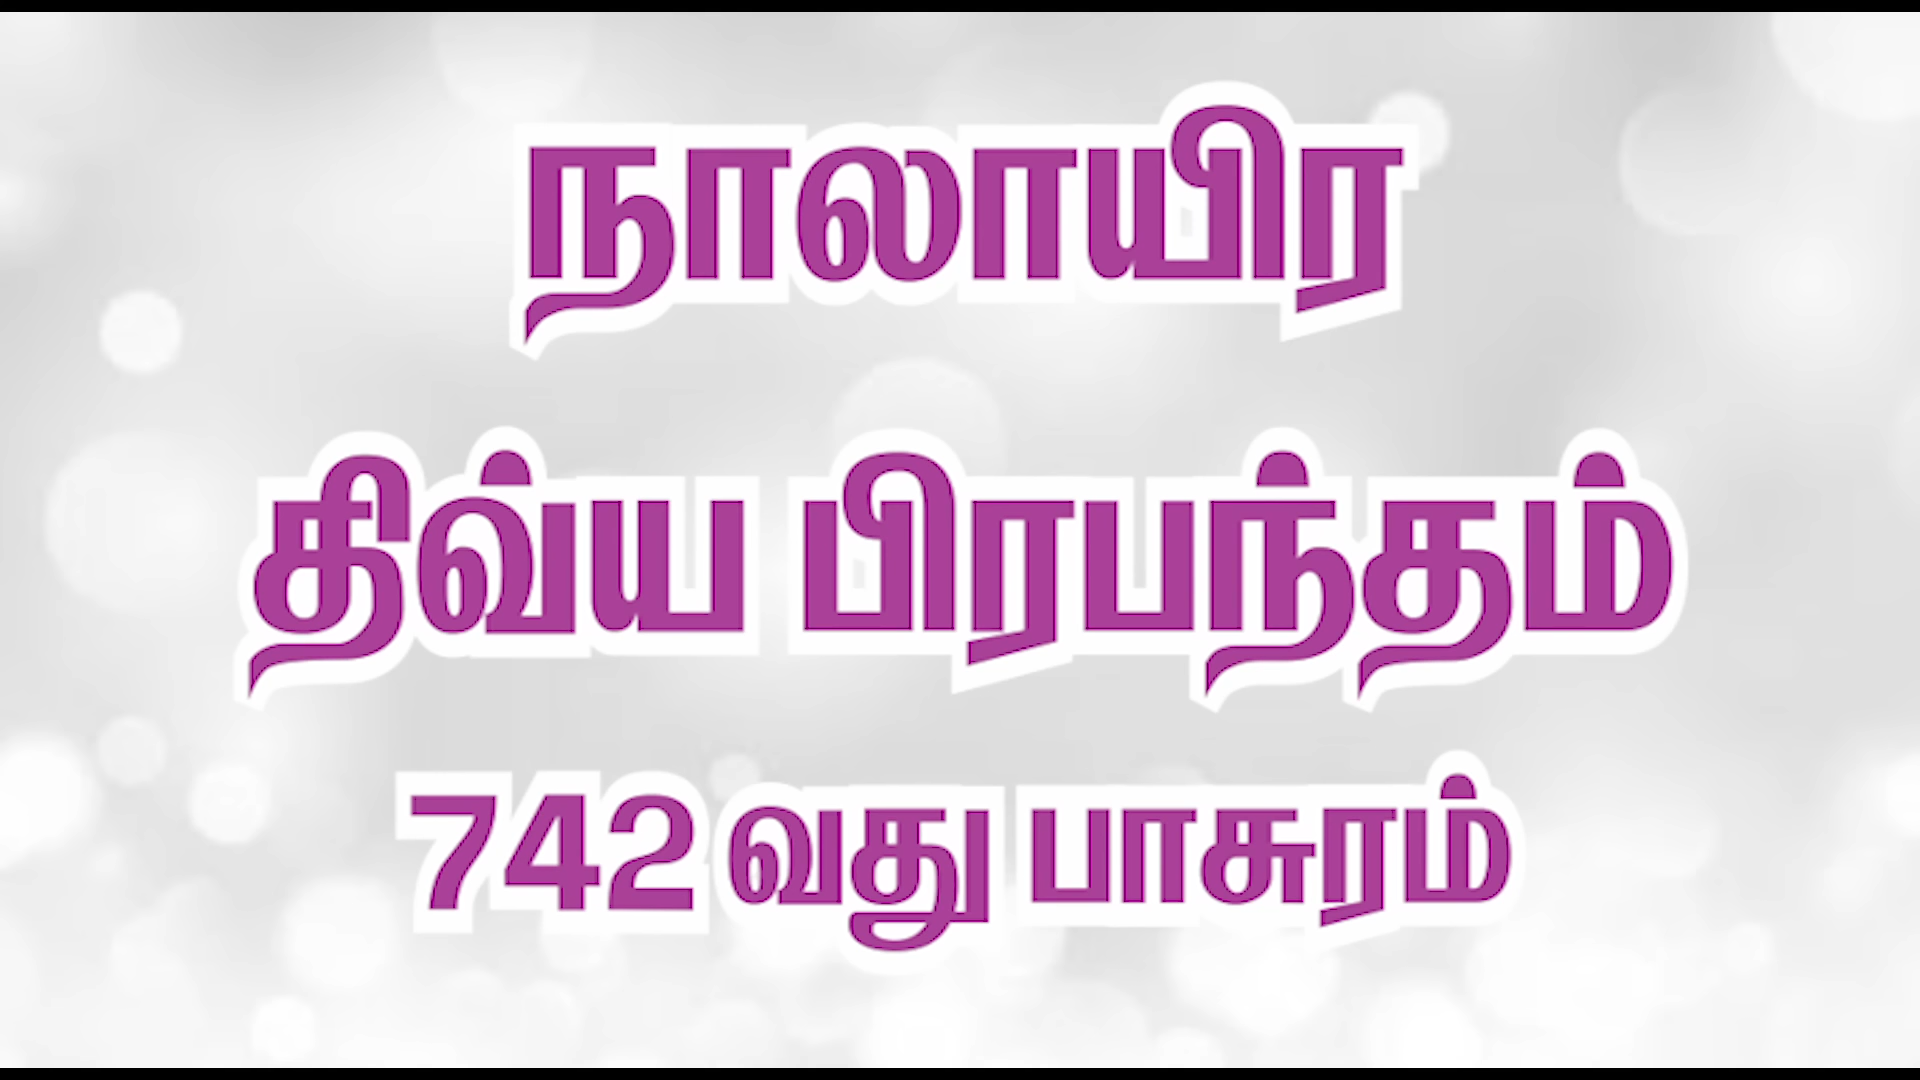 நாலாயிர
திவ்ய பிரபந்தம்
742 வது பாசுரம்